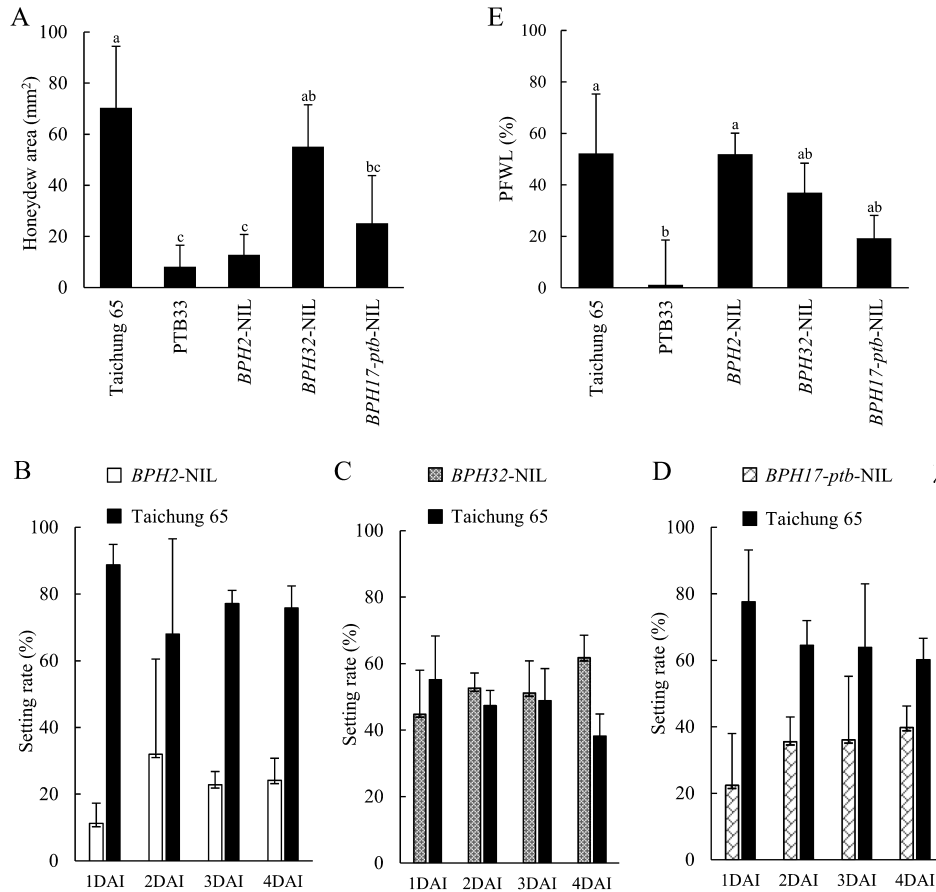 A
Honeydew area (mm²)
100
80
60
40
20
0
a
c
c
ab
bc
Taichung 65
PTB33
BPH2-NIL
BPH32-NIL
BPH17-ptb-NIL
E
PFWL (%)
100
80
60
40
20
0
a
b
a
ab
ab
Taichung 65
PTB33
BPH2-NIL
BPH32-NIL
BPH17-ptb-NIL
B
BPH2-NIL
Taichung 65
Setting rate (%)
100
80
60
40
20
0
1DAI 2DAI 3DAI 4DAI
C
BPH32-NIL
Taichung 65
Setting rate (%)
100
80
60
40
20
0
1DAI 2DAI 3DAI 4DAI
D
BPH17-ptb-NIL
Taichung 65
Setting rate (%)
100
80
60
40
20
0
1DAI 2DAI 3DAI 4DAI